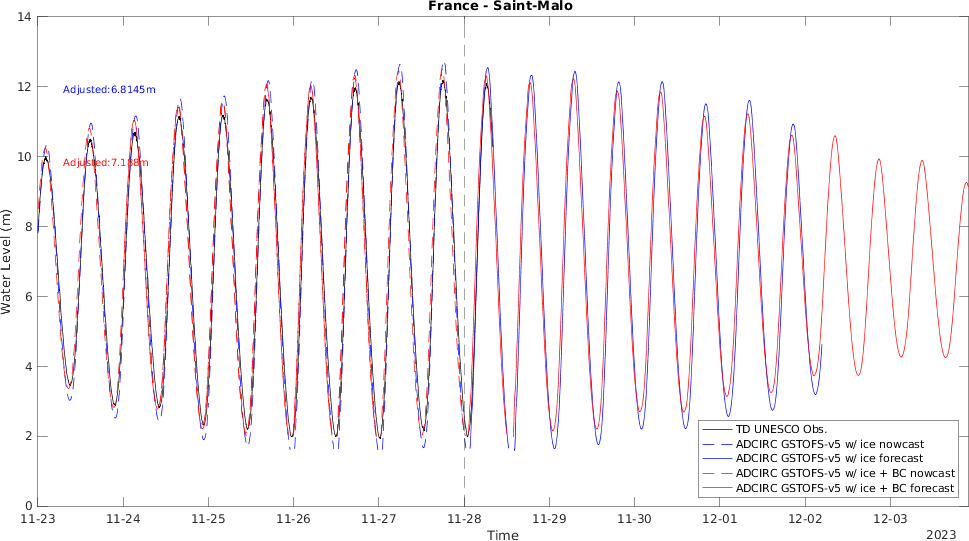 France - Saint-Malo
14
12
10
8
6
4
2
0
Water Level (m)
Adjusted:6.8145m
Adjusted:7.188m
TD UNESCO Obs.
ADCIRC GSTOFS-v5 w/ ice nowcast
ADCIRC GSTOFS-v5 w/ ice forecast
ADCIRC GSTOFS-v5 w/ ice + BC nowcast
ADCIRC GSTOFS-v5 w/ ice + BC forecast
11-23 11-24 11-25 11-26 11-27 11-28 11-29 11-30 12-01 12-02 12-03
Time
2023